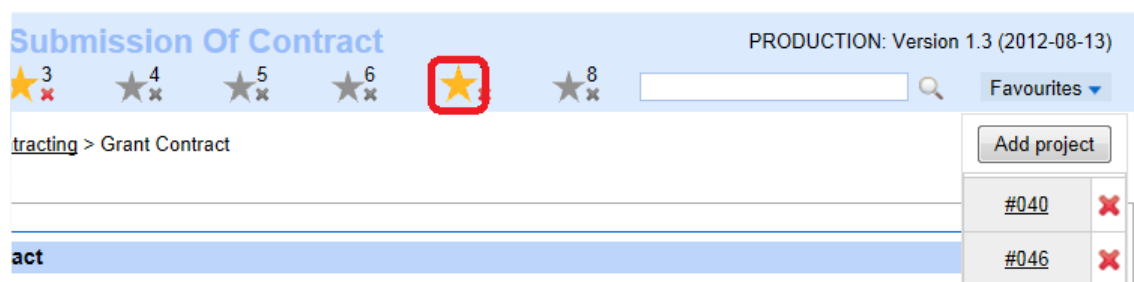 Submission Of Contract
PRODUCTION: Version 1.3 (2012-08-13)
3 4 5 6 8
Favourites
tracting > Grant Contract
Add project
#040
act
#046